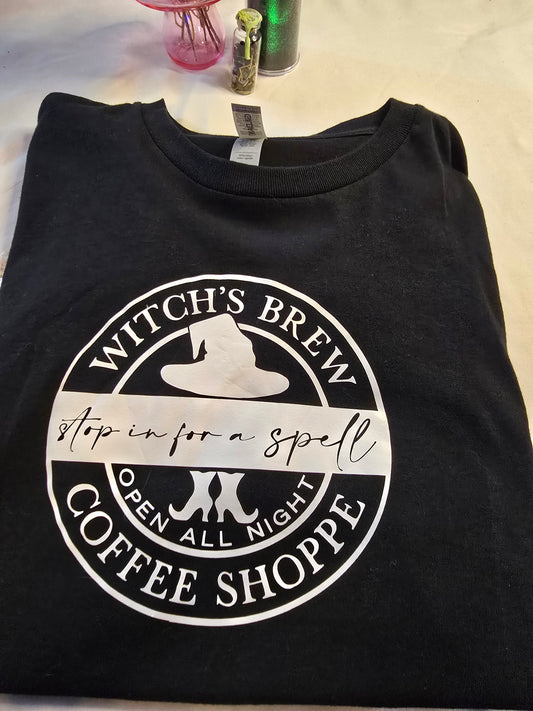 WITCH'S BREW
stop in for a spell
OPEN ALL NIGHT
COFFEE SHOPPE